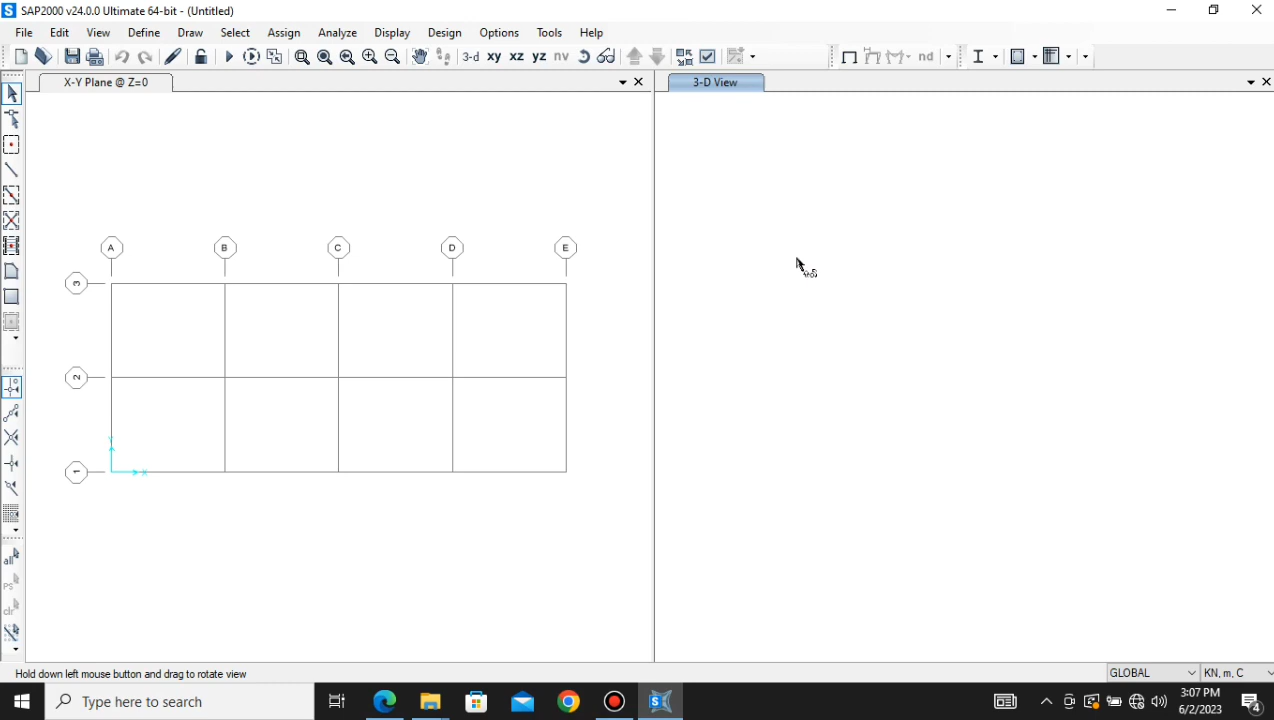 SAP2000 v24.0.0 Ultimate 64-bit - (Untitled)
File Edit View Define Draw Select Assign Analyze Display Design Options Tools Help
3-d xy xz yz nv nd
X-Y Plane @ Z=0
3-D View
A B C D E
3
2
1
Y
X
all
PS
clr
Hold down left mouse button and drag to rotate view
GLOBAL
KN, m, C
Type here to search
3:07 PM
6/2/2023
4